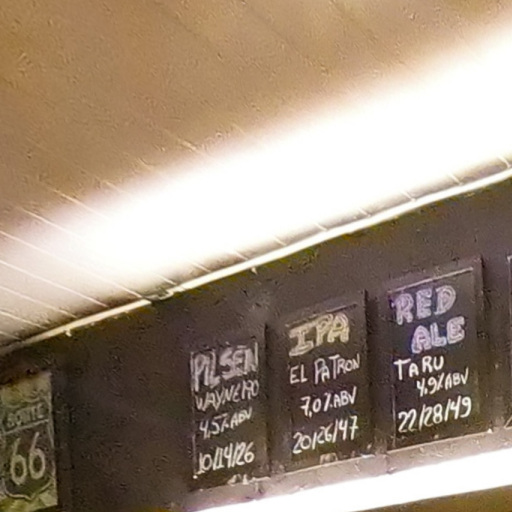 ROUTE
66
PILSEN
WAYNERO
4,5% ABV
10/14/26
IPA
EL PATRON
7,0% ABV
20/26/47
RED
ALE
TARU
4,9% ABV
22/28/49